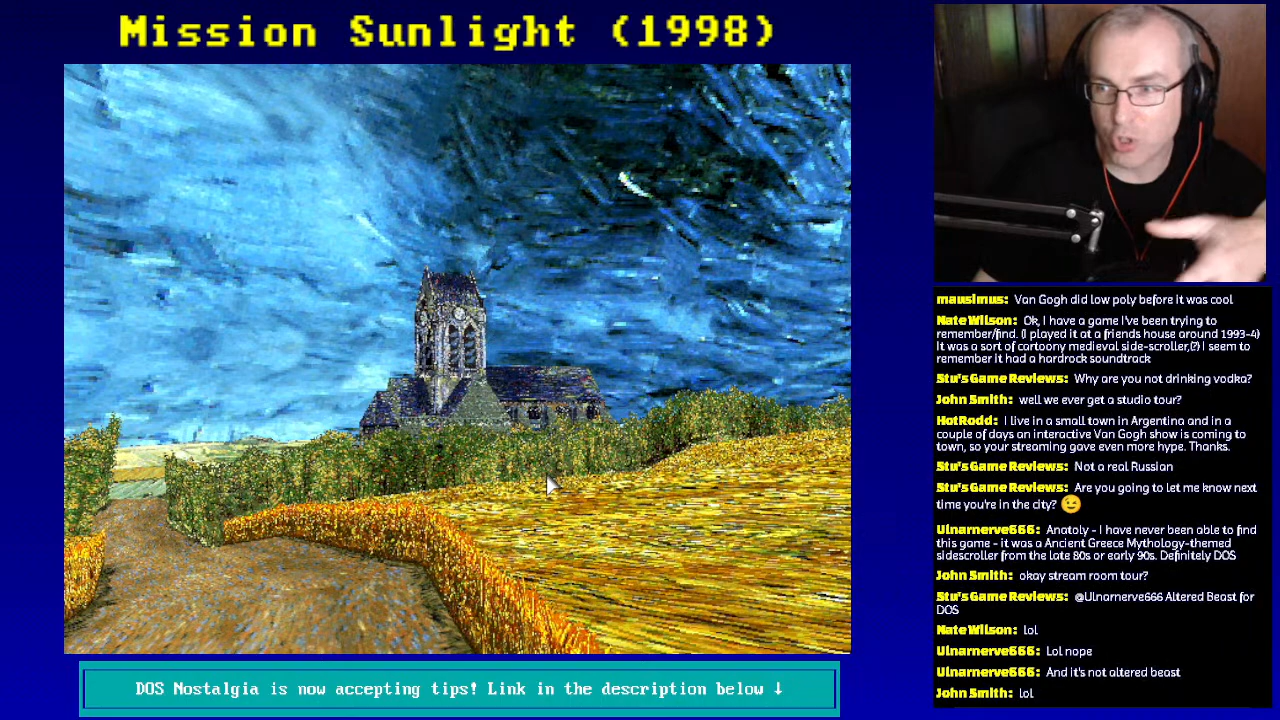 Mission Sunlight (1998)
mausimus: Van Gogh did low poly before it was cool
Nate Wilson: Ok, I have a game I've been trying to
remember/find. (I played it at a friends house around 1993-4)
It was a sort of cartoony medieval side-scroller,(?) I seem to
remember it had a hardrock soundtrack
Stu's Game Reviews: Why are you not drinking vodka?
John Smith: well we ever get a studio tour?
HotRodd: I live in a small town in Argentina and in a
couple of days an interactive Van Gogh show is coming to
town, so your streaming gave even more hype. Thanks.
Stu's Game Reviews: Not a real Russian
Stu's Game Reviews: Are you going to let me know next
time you're in the city? 😉
Ulnarnerve666: Anatoly - I have never been able to find
this game - it was a Ancient Greece Mythology-themed
sidescroller from the late 80s or early 90s. Definitely DOS
John Smith: okay stream room tour?
Stu's Game Reviews: @Ulnarnerve666 Altered Beast for
DOS
Nate Wilson: lol
Ulnarnerve666: Lol nope
Ulnarnerve666: And it's not altered beast
John Smith: lol
DOS Nostalgia is now accepting tips! Link in the description below ↓